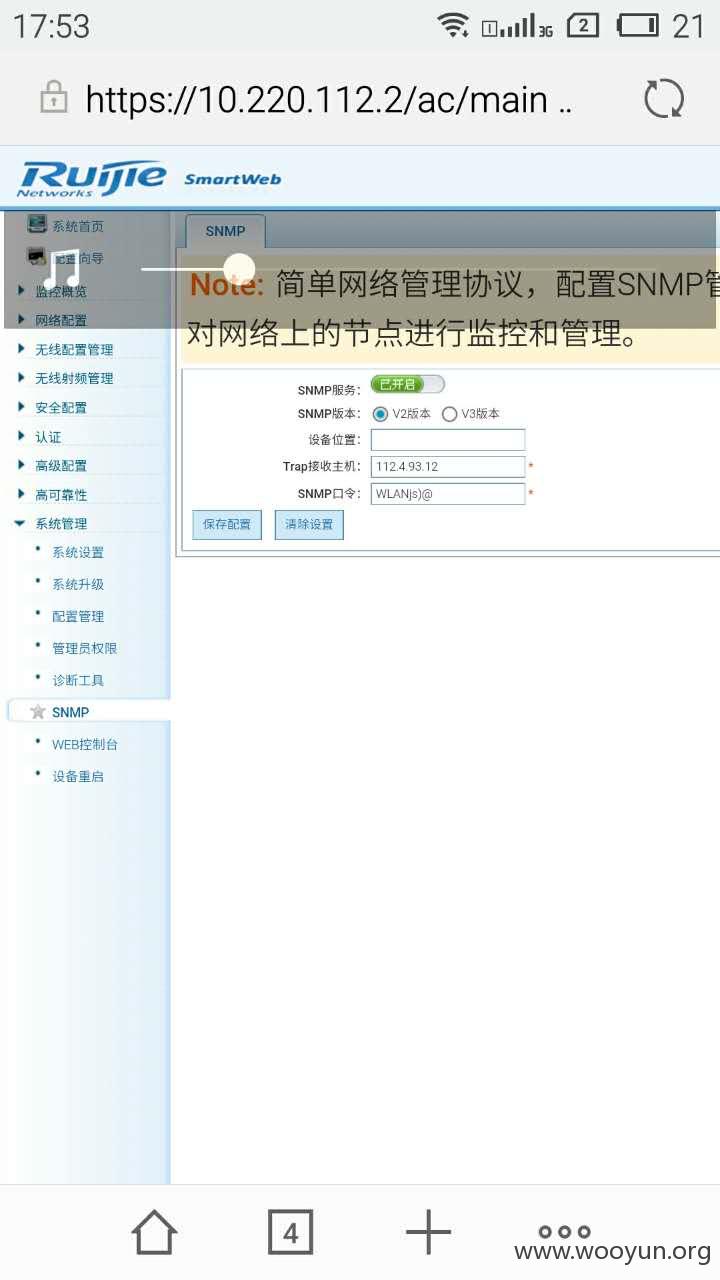 17:53
3G
2
21
https://10.220.112.2/ac/main ..
Ruijie
Networks
SmartWeb
系统首页
配置向导
监控概览
网络配置
无线配置管理
无线射频管理
安全配置
认证
高级配置
高可靠性
系统管理
系统设置
系统升级
配置管理
管理员权限
诊断工具
SNMP
WEB控制台
设备重启
SNMP
Note: 简单网络管理协议，配置SNMP管
对网络上的节点进行监控和管理。
SNMP服务： 已开启
SNMP版本： V2版本 V3版本
设备位置：
Trap接收主机： 112.4.93.12 *
SNMP口令： WLANjs)@ *
保存配置 清除设置
4
www.wooyun.org